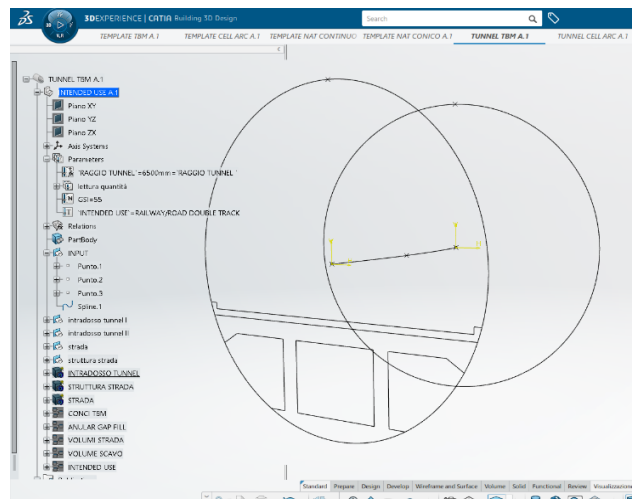 3DEXPERIENCE | CATIA Building 3D Design
Search
TEMPLATE TBM A.1
TEMPLATE CELL ARC A.1
TEMPLATE NAT CONTINUO
TEMPLATE NAT CONICO A.1
TUNNEL TBM A.1
TUNNEL CELL ARC A.1
TUNNEL TBM A.1
INTENDED USE A.1
Piano XY
Piano YZ
Piano ZX
Axis Systems
Parameters
'RAGGIO TUNNEL'=6500mm='RAGGIO TUNNEL'
lettura quantità
GSI=55
'INTENDED USE'=RAILWAY/ROAD DOUBLE TRACK
Relations
PartBody
INPUT
Punto.1
Punto.2
Punto.3
Spline.1
intradosso tunnel I
intradosso tunnel II
strada
struttura strada
INTRADOSSO TUNNEL
STRUTTURA STRADA
STRADA
CONCI TBM
ANULAR GAP FILL
VOLUMI STRADA
VOLUME SCAVO
INTENDED USE
Standard Prepare Design Develop Wireframe and Surface Volume Solid Functional Review Visualizzazione